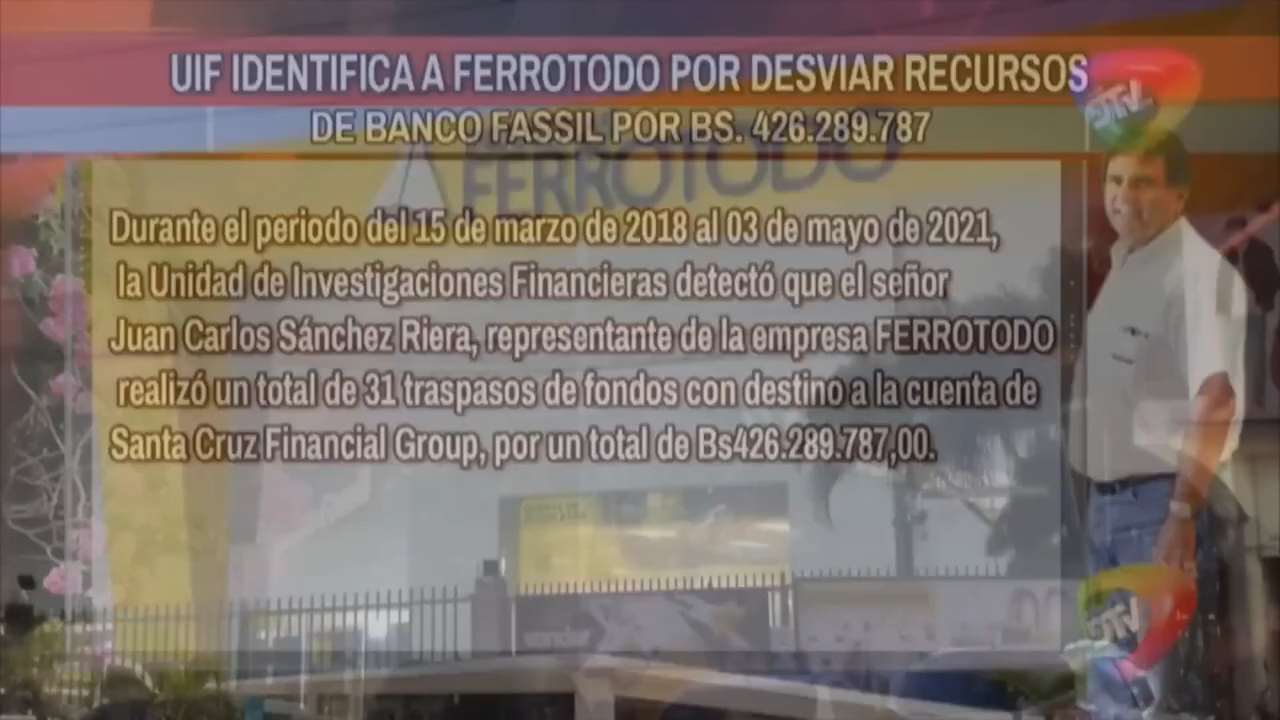 UIF IDENTIFICA A FERROTODO POR DESVIAR RECURSOS
DE BANCO FASSIL POR BS. 426.289.787
FERROTODO
Durante el periodo del 15 de marzo de 2018 al 03 de mayo de 2021,
la Unidad de Investigaciones Financieras detectó que el señor
Juan Carlos Sánchez Riera, representante de la empresa FERROTODO
realizó un total de 31 traspasos de fondos con destino a la cuenta de
Santa Cruz Financial Group, por un total de Bs426.289.787,00.
vonder